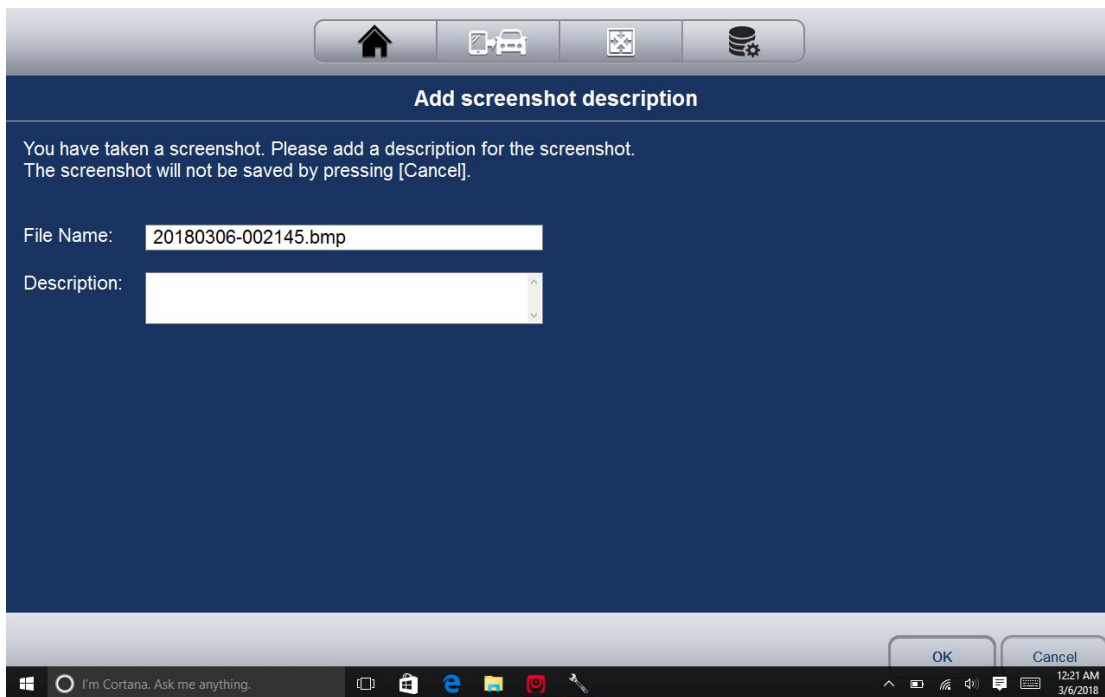 Add screenshot description
You have taken a screenshot. Please add a description for the screenshot.
The screenshot will not be saved by pressing [Cancel].
File Name: 20180306-002145.bmp
Description:
OK Cancel
I'm Cortana. Ask me anything.
12:21 AM
3/6/2018